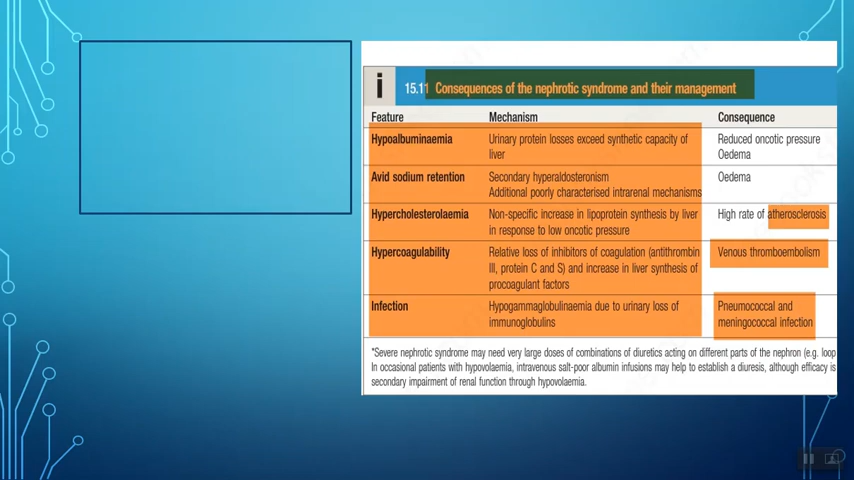 i 15.11 Consequences of the nephrotic syndrome and their management
Feature Mechanism Consequence
Hypoalbuminaemia Urinary protein losses exceed synthetic capacity of Reduced oncotic pressure
liver Oedema
Avid sodium retention Secondary hyperaldosteronism Oedema
Additional poorly characterised intrarenal mechanisms
Hypercholesterolaemia Non-specific increase in lipoprotein synthesis by liver High rate of atherosclerosis
in response to low oncotic pressure
Hypercoagulability Relative loss of inhibitors of coagulation (antithrombin Venous thromboembolism
III, protein C and S) and increase in liver synthesis of
procoagulant factors
Infection Hypogammaglobulinaemia due to urinary loss of Pneumococcal and
immunoglobulins meningococcal infection
*Severe nephrotic syndrome may need very large doses of combinations of diuretics acting on different parts of the nephron (e.g. loop
In occasional patients with hypovolaemia, intravenous salt-poor albumin infusions may help to establish a diuresis, although efficacy is
secondary impairment of renal function through hypovolaemia.